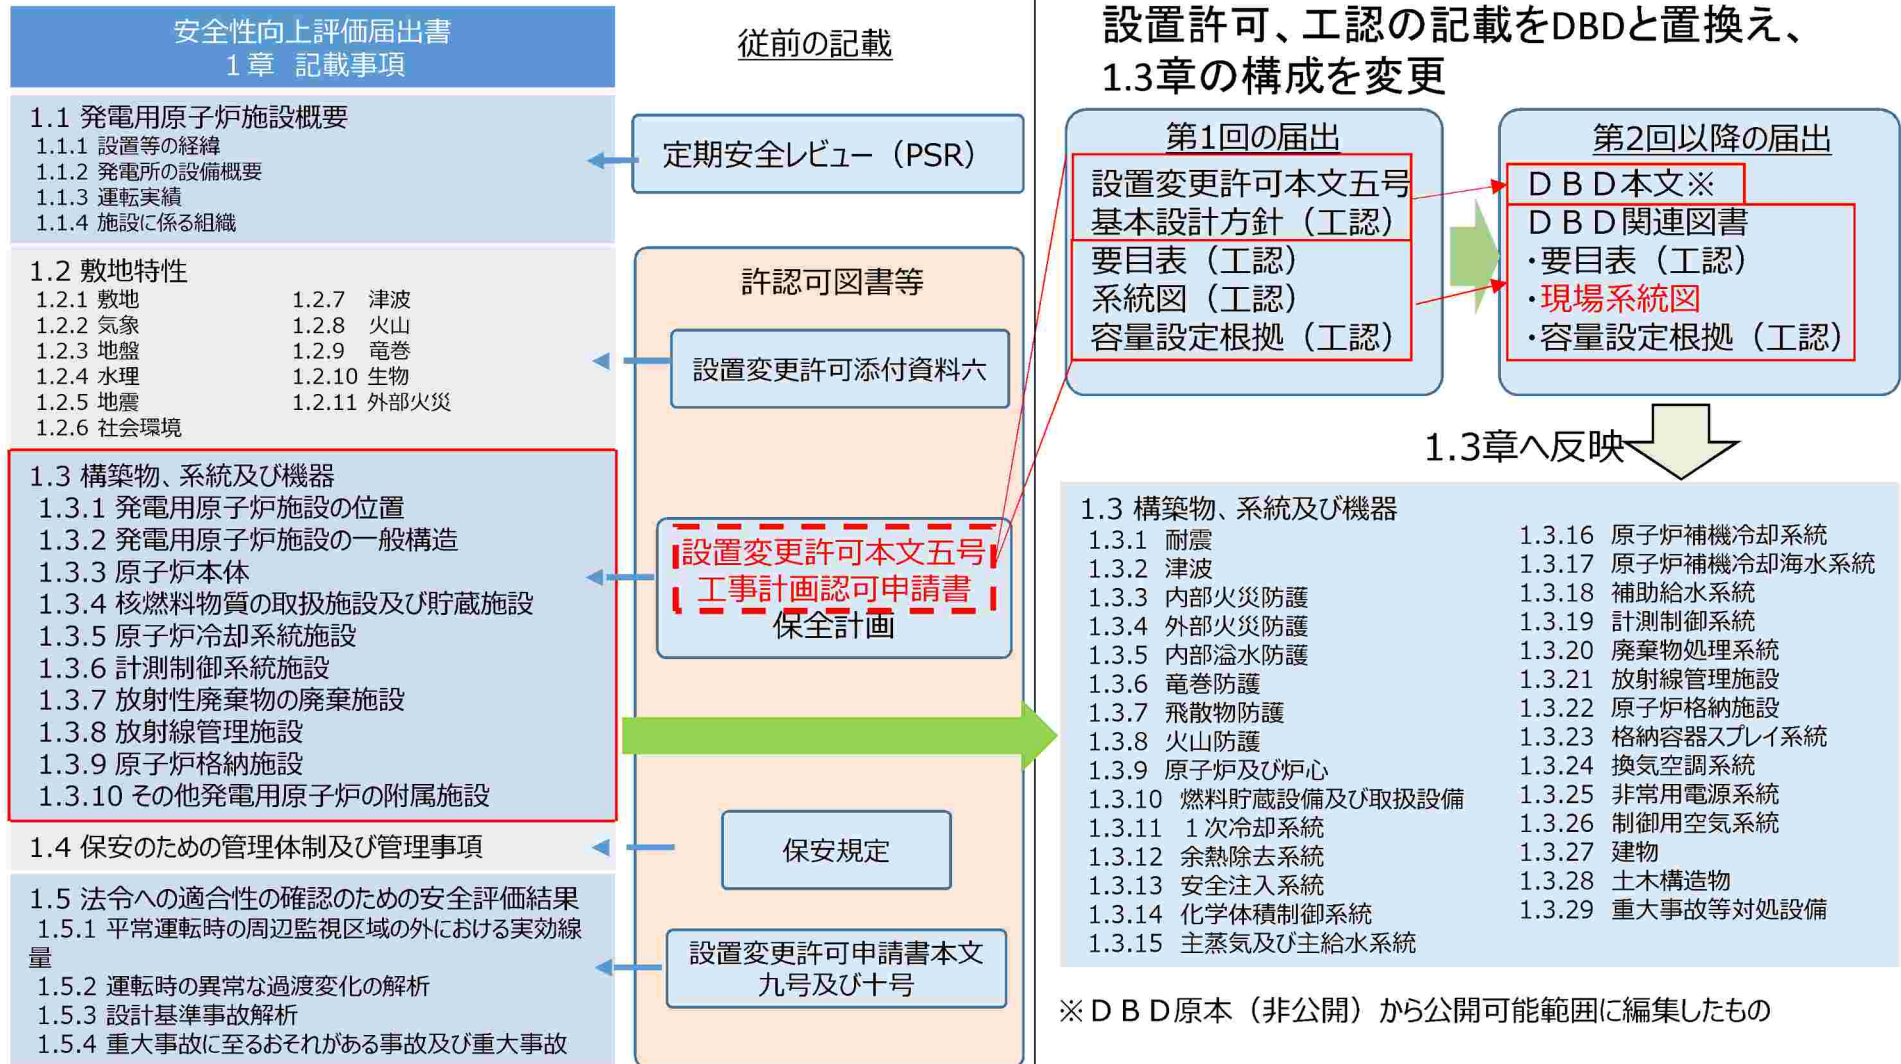 安全性向上評価届出書
１章 記載事項
1.1 発電用原子炉施設概要
1.1.1 設置等の経緯
1.1.2 発電所の設備概要
1.1.3 運転実績
1.1.4 施設に係る組織
1.2 敷地特性
1.2.1 敷地
1.2.2 気象
1.2.3 地盤
1.2.4 水理
1.2.5 地震
1.2.6 社会環境
1.2.7 津波
1.2.8 火山
1.2.9 竜巻
1.2.10 生物
1.2.11 外部火災
1.3 構築物、系統及び機器
1.3.1 発電用原子炉施設の位置
1.3.2 発電用原子炉施設の一般構造
1.3.3 原子炉本体
1.3.4 核燃料物質の取扱施設及び貯蔵施設
1.3.5 原子炉冷却系統施設
1.3.6 計測制御系統施設
1.3.7 放射性廃棄物の廃棄施設
1.3.8 放射線管理施設
1.3.9 原子炉格納施設
1.3.10 その他発電用原子炉の附属施設
1.4 保安のための管理体制及び管理事項
1.5 法令への適合性の確認のための安全評価結果
1.5.1 平常運転時の周辺監視区域の外における実効線
量
1.5.2 運転時の異常な過渡変化の解析
1.5.3 設計基準事故解析
1.5.4 重大事故に至るおそれがある事故及び重大事故
従前の記載
定期安全レビュー（PSR）
許認可図書等
設置変更許可添付資料六
設置変更許可本文五号
工事計画認可申請書
保全計画
保安規定
設置変更許可申請書本文
九号及び十号
設置許可、工認の記載をDBDと置換え、
1.3章の構成を変更
第1回の届出
設置変更許可本文五号
基本設計方針（工認）
要目表（工認）
系統図（工認）
容量設定根拠（工認）
第2回以降の届出
ＤＢＤ本文※
ＤＢＤ関連図書
・要目表（工認）
・現場系統図
・容量設定根拠（工認）
1.3章へ反映
1.3 構築物、系統及び機器
1.3.1 耐震
1.3.2 津波
1.3.3 内部火災防護
1.3.4 外部火災防護
1.3.5 内部溢水防護
1.3.6 竜巻防護
1.3.7 飛散物防護
1.3.8 火山防護
1.3.9 原子炉及び炉心
1.3.10 燃料貯蔵設備及び取扱設備
1.3.11 １次冷却系統
1.3.12 余熱除去系統
1.3.13 安全注入系統
1.3.14 化学体積制御系統
1.3.15 主蒸気及び主給水系統
1.3.16 原子炉補機冷却系統
1.3.17 原子炉補機冷却海水系統
1.3.18 補助給水系統
1.3.19 計測制御系統
1.3.20 廃棄物処理系統
1.3.21 放射線管理施設
1.3.22 原子炉格納施設
1.3.23 格納容器スプレイ系統
1.3.24 換気空調系統
1.3.25 非常用電源系統
1.3.26 制御用空気系統
1.3.27 建物
1.3.28 土木構造物
1.3.29 重大事故等対処設備
※ＤＢＤ原本（非公開）から公開可能範囲に編集したもの